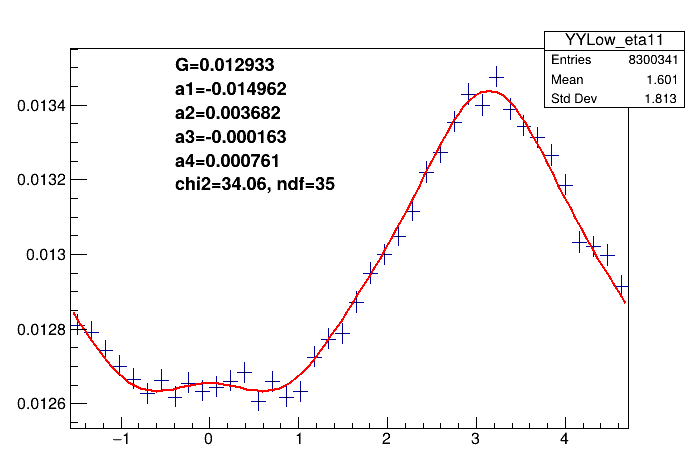 YYLow_eta11
Entries 8300341
Mean 1.601
Std Dev 1.813
G=0.012933
a1=-0.014962
a2=0.003682
a3=-0.000163
a4=0.000761
chi2=34.06, ndf=35
0.0134
0.0132
0.013
0.0128
0.0126
−1 0 1 2 3 4